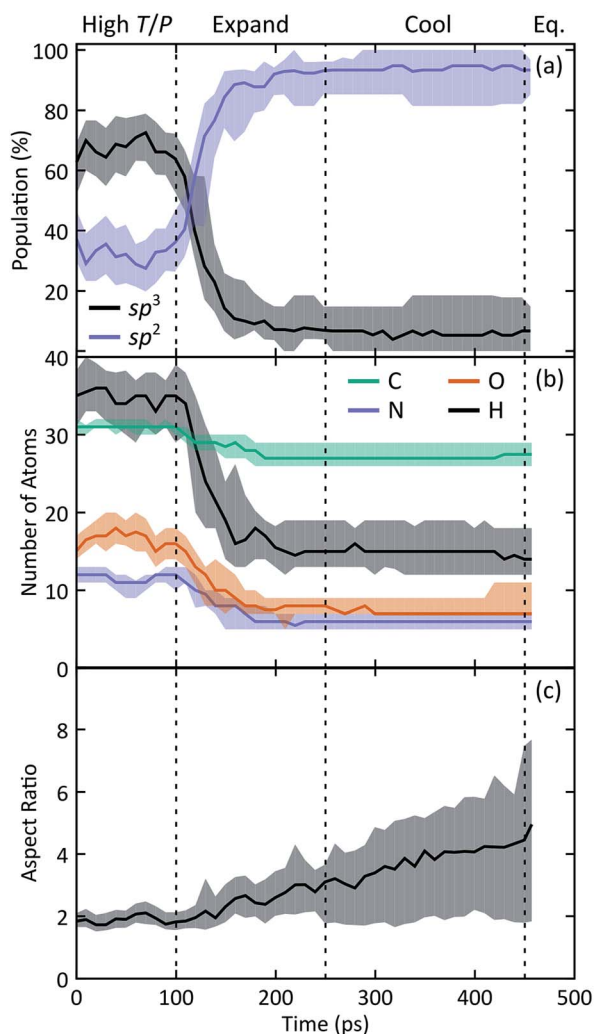 High T/P Expand Cool Eq.
(a)
100
80
60
40
20
Population (%)
sp³
sp²
(b)
40
30
20
10
0
Number of Atoms
C O
N H
(c)
8
6
4
2
0
Aspect Ratio
0 100 200 300 400 500
Time (ps)